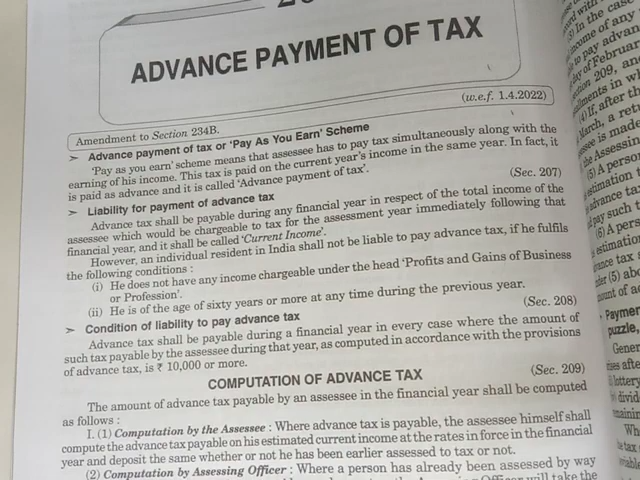 ADVANCE PAYMENT OF TAX
Amendment to Section 234B.
(w.e.f. 1.4.2022)
➢ Advance payment of tax or 'Pay As You Earn' Scheme
'Pay as you earn' scheme means that assessee has to pay tax simultaneously along with the
earning of his income. This tax is paid on the current year's income in the same year. In fact, it
is paid as advance and it is called 'Advance payment of tax'.
(Sec. 207)
➢ Liability for payment of advance tax
Advance tax shall be payable during any financial year in respect of the total income of the
assessee which would be chargeable to tax for the assessment year immediately following that
financial year, and it shall be called 'Current Income'.
However, an individual resident in India shall not be liable to pay advance tax, if he fulfils
the following conditions :
(i) He does not have any income chargeable under the head 'Profits and Gains of Business
or Profession'.
(ii) He is of the age of sixty years or more at any time during the previous year.
(Sec. 208)
➢ Condition of liability to pay advance tax
Advance tax shall be payable during a financial year in every case where the amount of
such tax payable by the assessee during that year, as computed in accordance with the provisions
of advance tax, is ₹ 10,000 or more.
COMPUTATION OF ADVANCE TAX
(Sec. 209)
The amount of advance tax payable by an assessee in the financial year shall be computed
as follows :
I. (1) Computation by the Assessee : Where advance tax is payable, the assessee himself shall
compute the advance tax payable on his estimated current income at the rates in force in the financial
year and deposit the same whether or not he has been earlier assessed to tax or not.
(2) Computation by Assessing Officer : Where a person has already been assessed by way